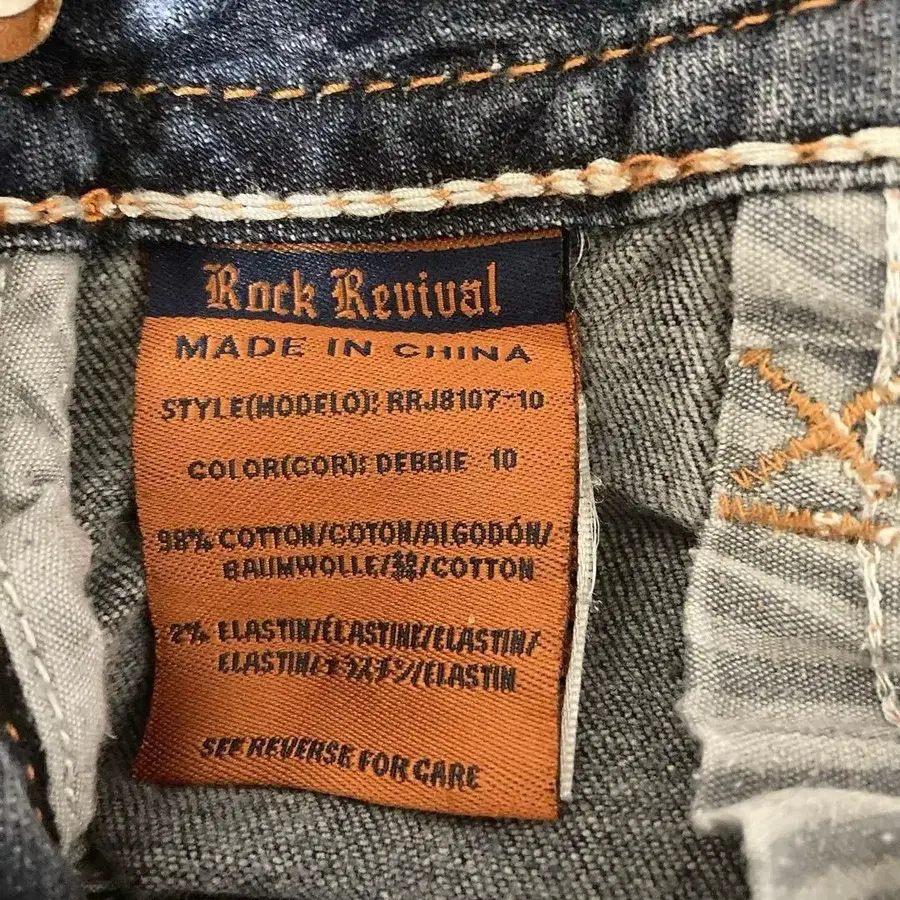 Rock Revival
MADE IN CHINA
STYLE(MODELO): RRJ8107-10
COLOR(COR): DEBBIE 10
98% COTTON/COTON/ALGODÓN/
BAUMWOLLE/綿/COTTON
2% ELASTIN/ÉLASTINE/ELASTIN/
ELASTIN/エラスチン/ÉLASTIN
SEE REVERSE FOR CARE